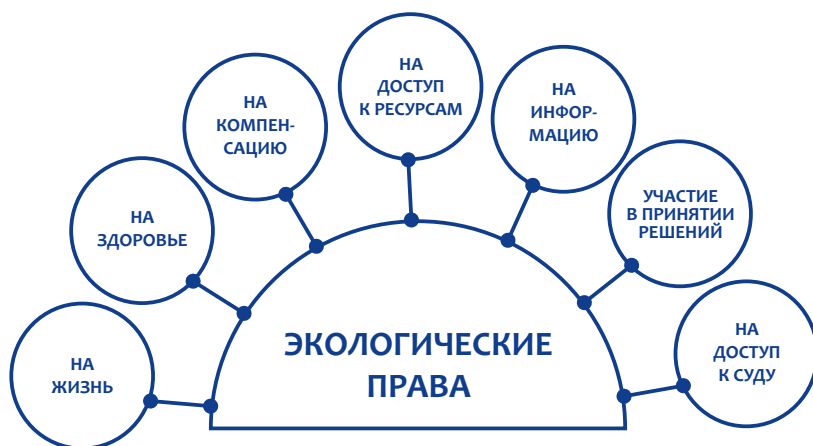 НА
ЖИЗНЬ
НА
ЗДОРОВЬЕ
НА
КОМПЕН-
САЦИЮ
НА
ДОСТУП
К РЕСУРСАМ
НА
ИНФОР-
МАЦИЮ
УЧАСТИЕ
В ПРИНЯТИИ
РЕШЕНИЙ
НА
ДОСТУП
К СУДУ
ЭКОЛОГИЧЕСКИЕ
ПРАВА